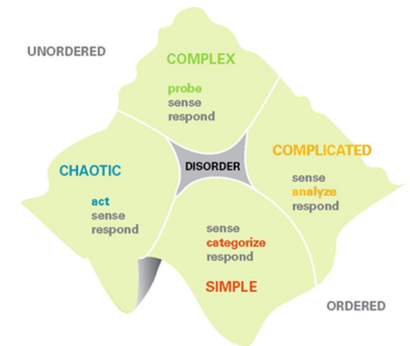 UNORDERED
COMPLEX
probe
sense
respond
COMPLICATED
sense
analyze
respond
DISORDER
CHAOTIC
act
sense
respond
sense
categorize
respond
SIMPLE
ORDERED